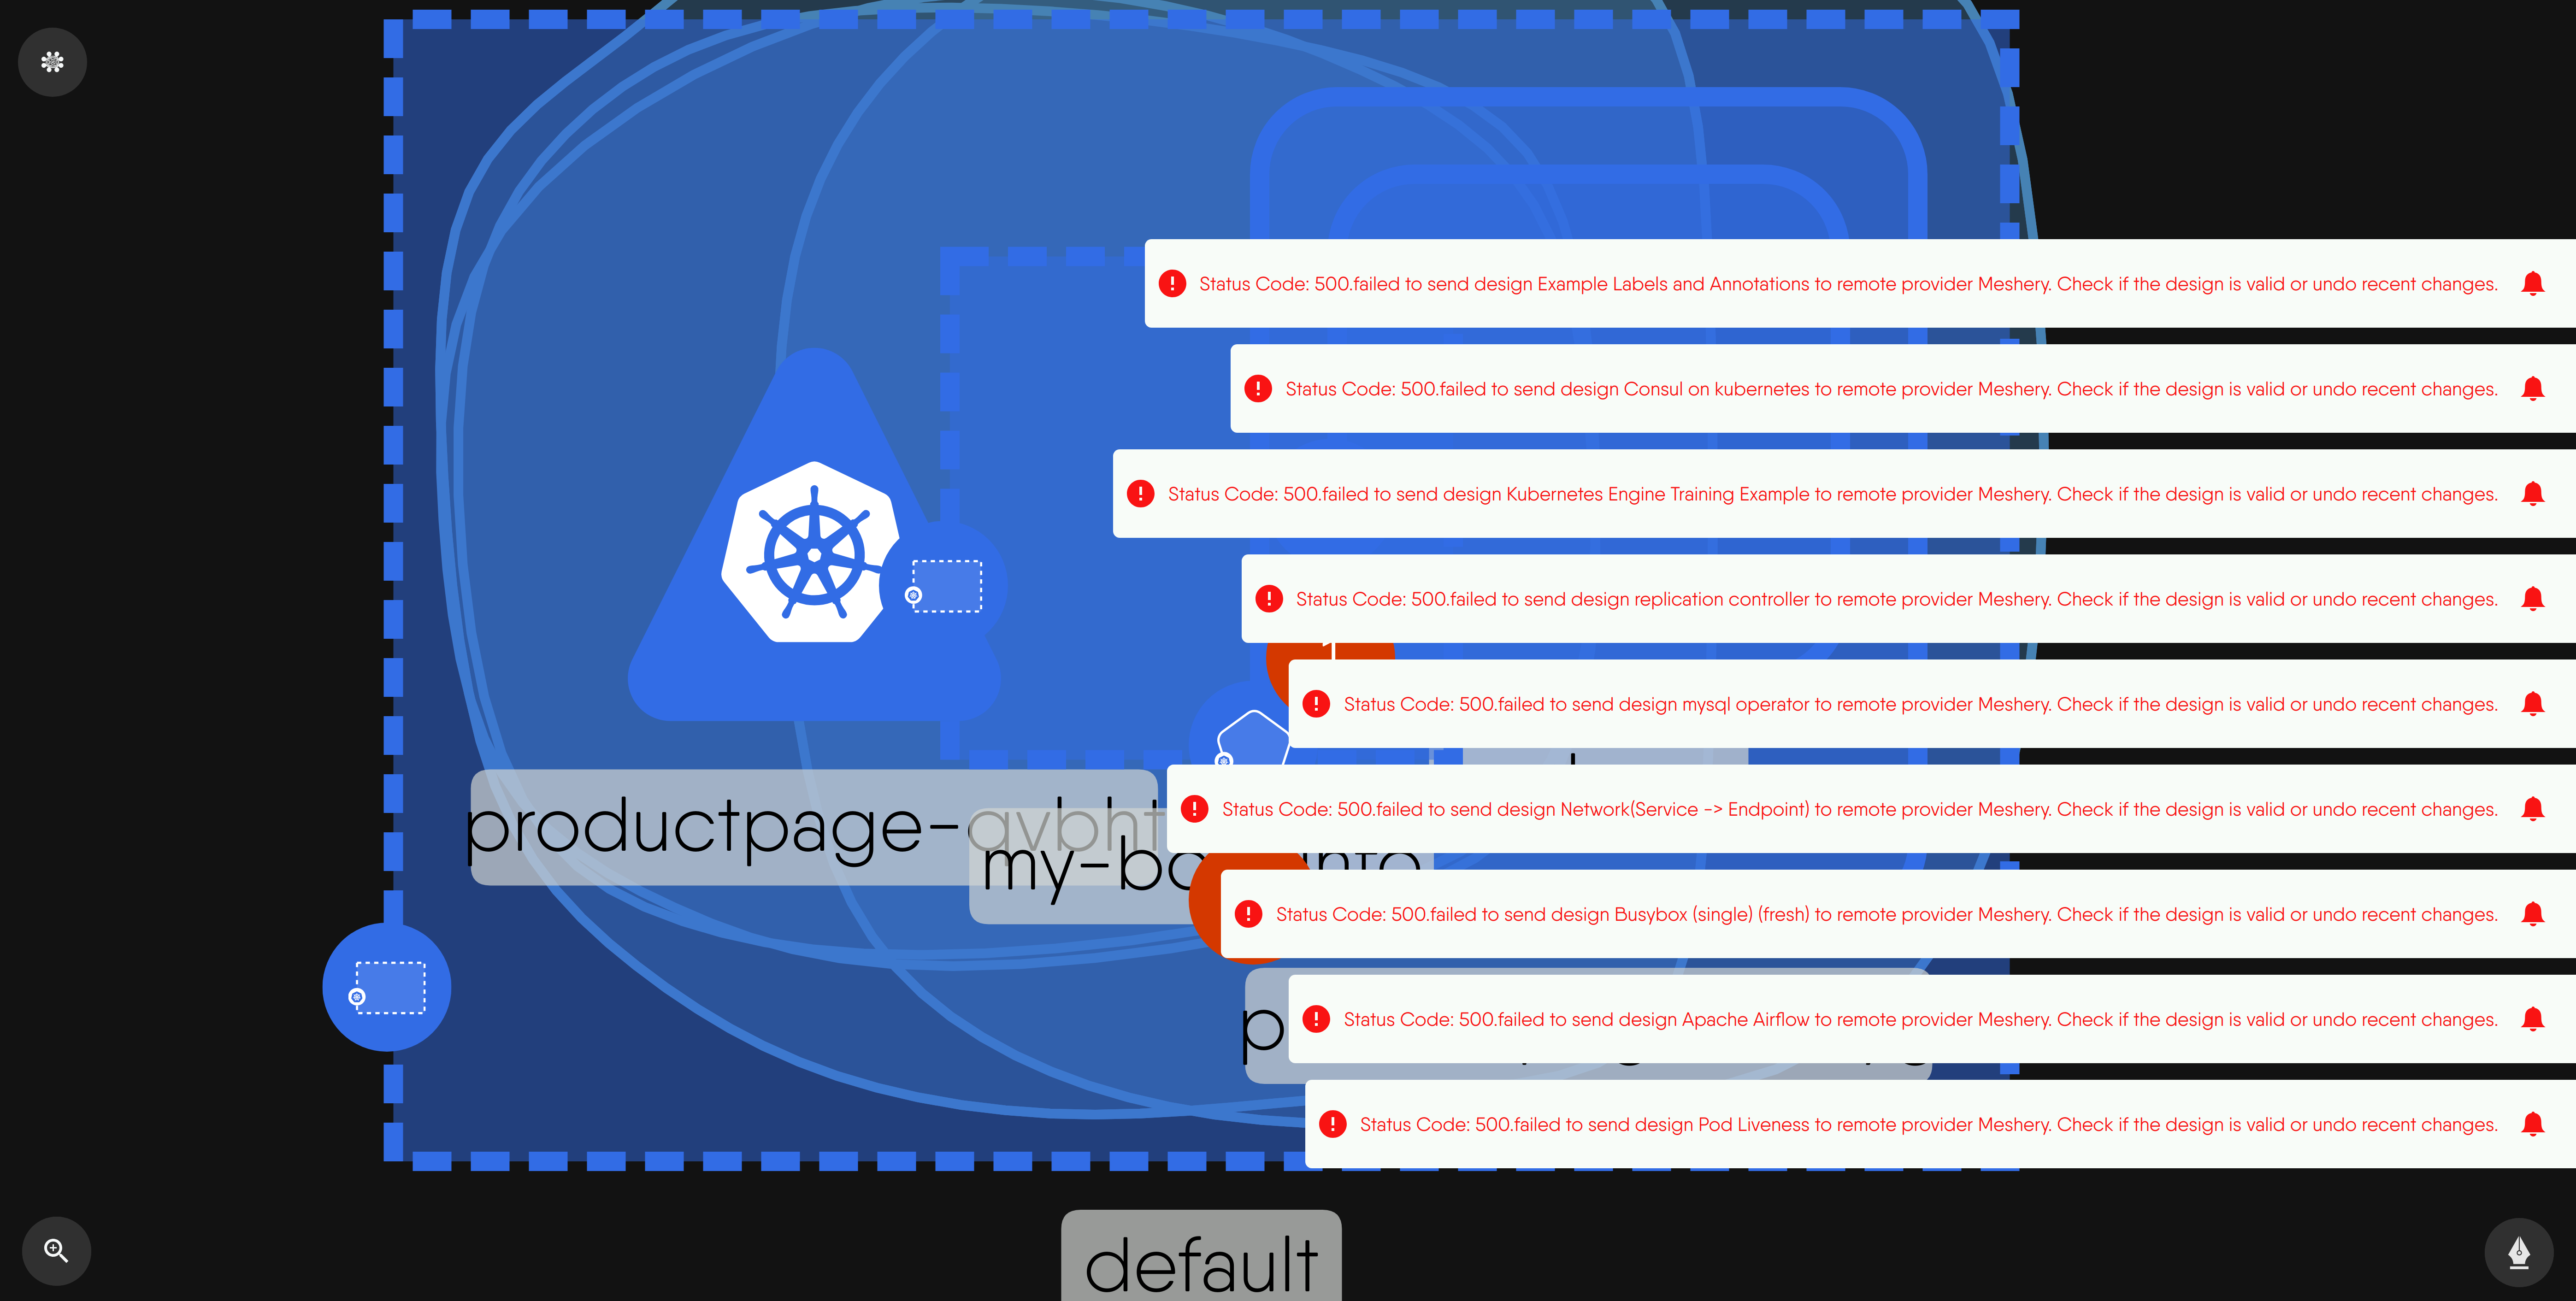 Status Code: 500.failed to send design Example Labels and Annotations to remote provider Meshery. Check if the design is valid or undo recent changes.
Status Code: 500.failed to send design Consul on kubernetes to remote provider Meshery. Check if the design is valid or undo recent changes.
Status Code: 500.failed to send design Kubernetes Engine Training Example to remote provider Meshery. Check if the design is valid or undo recent changes.
Status Code: 500.failed to send design replication controller to remote provider Meshery. Check if the design is valid or undo recent changes.
Status Code: 500.failed to send design mysql operator to remote provider Meshery. Check if the design is valid or undo recent changes.
Status Code: 500.failed to send design Network(Service -> Endpoint) to remote provider Meshery. Check if the design is valid or undo recent changes.
productpage-qvbht
Status Code: 500.failed to send design Busybox (single) (fresh) to remote provider Meshery. Check if the design is valid or undo recent changes.
Status Code: 500.failed to send design Apache Airflow to remote provider Meshery. Check if the design is valid or undo recent changes.
Status Code: 500.failed to send design Pod Liveness to remote provider Meshery. Check if the design is valid or undo recent changes.
default